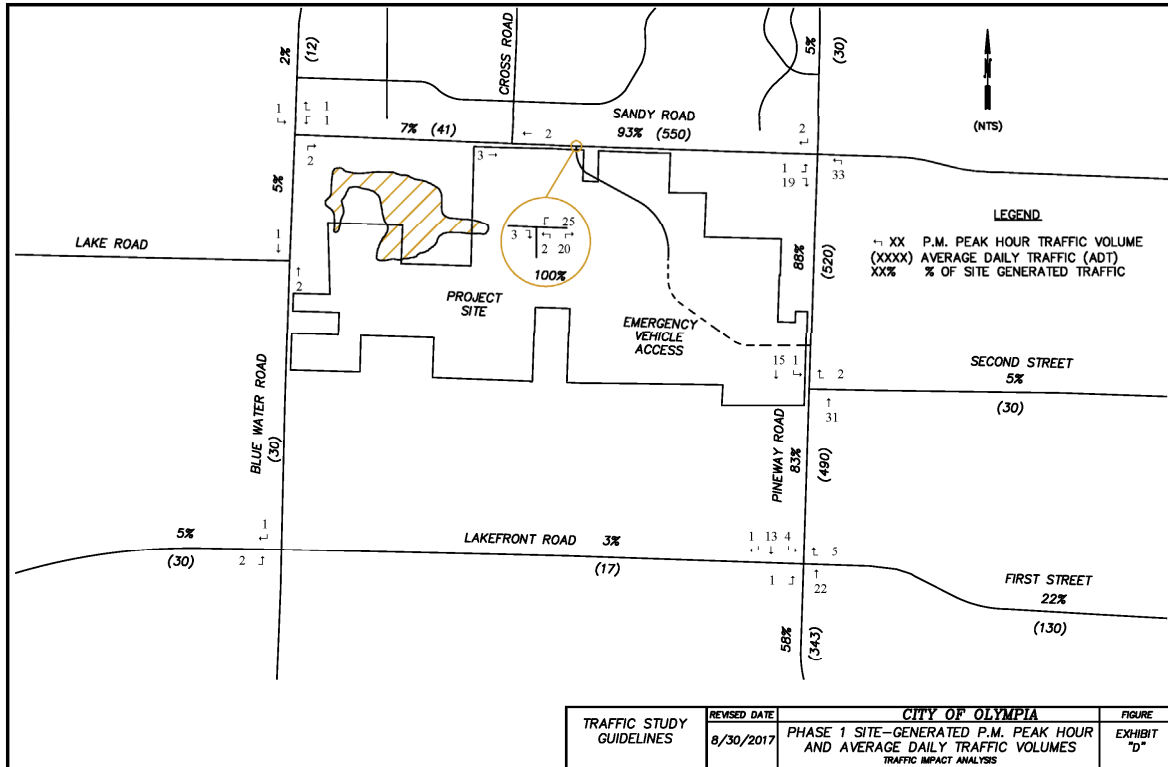 2%
(12)
CROSS ROAD
5%
(30)
N
(NTS)
SANDY ROAD
7% (41)
93% (550)
1
1
1
2
2
2
3
1
19
33
5%
LAKE ROAD
1
2
25
3
2 20
100%
88%
(520)
LEGEND
XX P.M. PEAK HOUR TRAFFIC VOLUME
(XXXX) AVERAGE DAILY TRAFFIC (ADT)
XX% % OF SITE GENERATED TRAFFIC
PROJECT
SITE
EMERGENCY
VEHICLE
ACCESS
15 1
2
31
SECOND STREET
5%
(30)
BLUE WATER ROAD
(30)
PINEWAY ROAD
83%
(490)
5%
(30)
1
2
LAKEFRONT ROAD 3%
(17)
1 13 4
5
1
22
FIRST STREET
22%
(130)
58%
(343)
TRAFFIC STUDY
GUIDELINES
REVISED DATE
8/30/2017
CITY OF OLYMPIA
PHASE 1 SITE-GENERATED P.M. PEAK HOUR
AND AVERAGE DAILY TRAFFIC VOLUMES
TRAFFIC IMPACT ANALYSIS
FIGURE
EXHIBIT
"D"